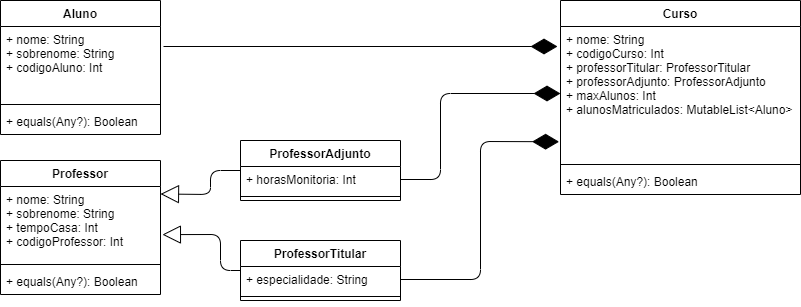 Aluno
+ nome: String
+ sobrenome: String
+ codigoAluno: Int
+ equals(Any?): Boolean
Curso
+ nome: String
+ codigoCurso: Int
+ professorTitular: ProfessorTitular
+ professorAdjunto: ProfessorAdjunto
+ maxAlunos: Int
+ alunosMatriculados: MutableList<Aluno>
+ equals(Any?): Boolean
ProfessorAdjunto
+ horasMonitoria: Int
Professor
+ nome: String
+ sobrenome: String
+ tempoCasa: Int
+ codigoProfessor: Int
+ equals(Any?): Boolean
ProfessorTitular
+ especialidade: String